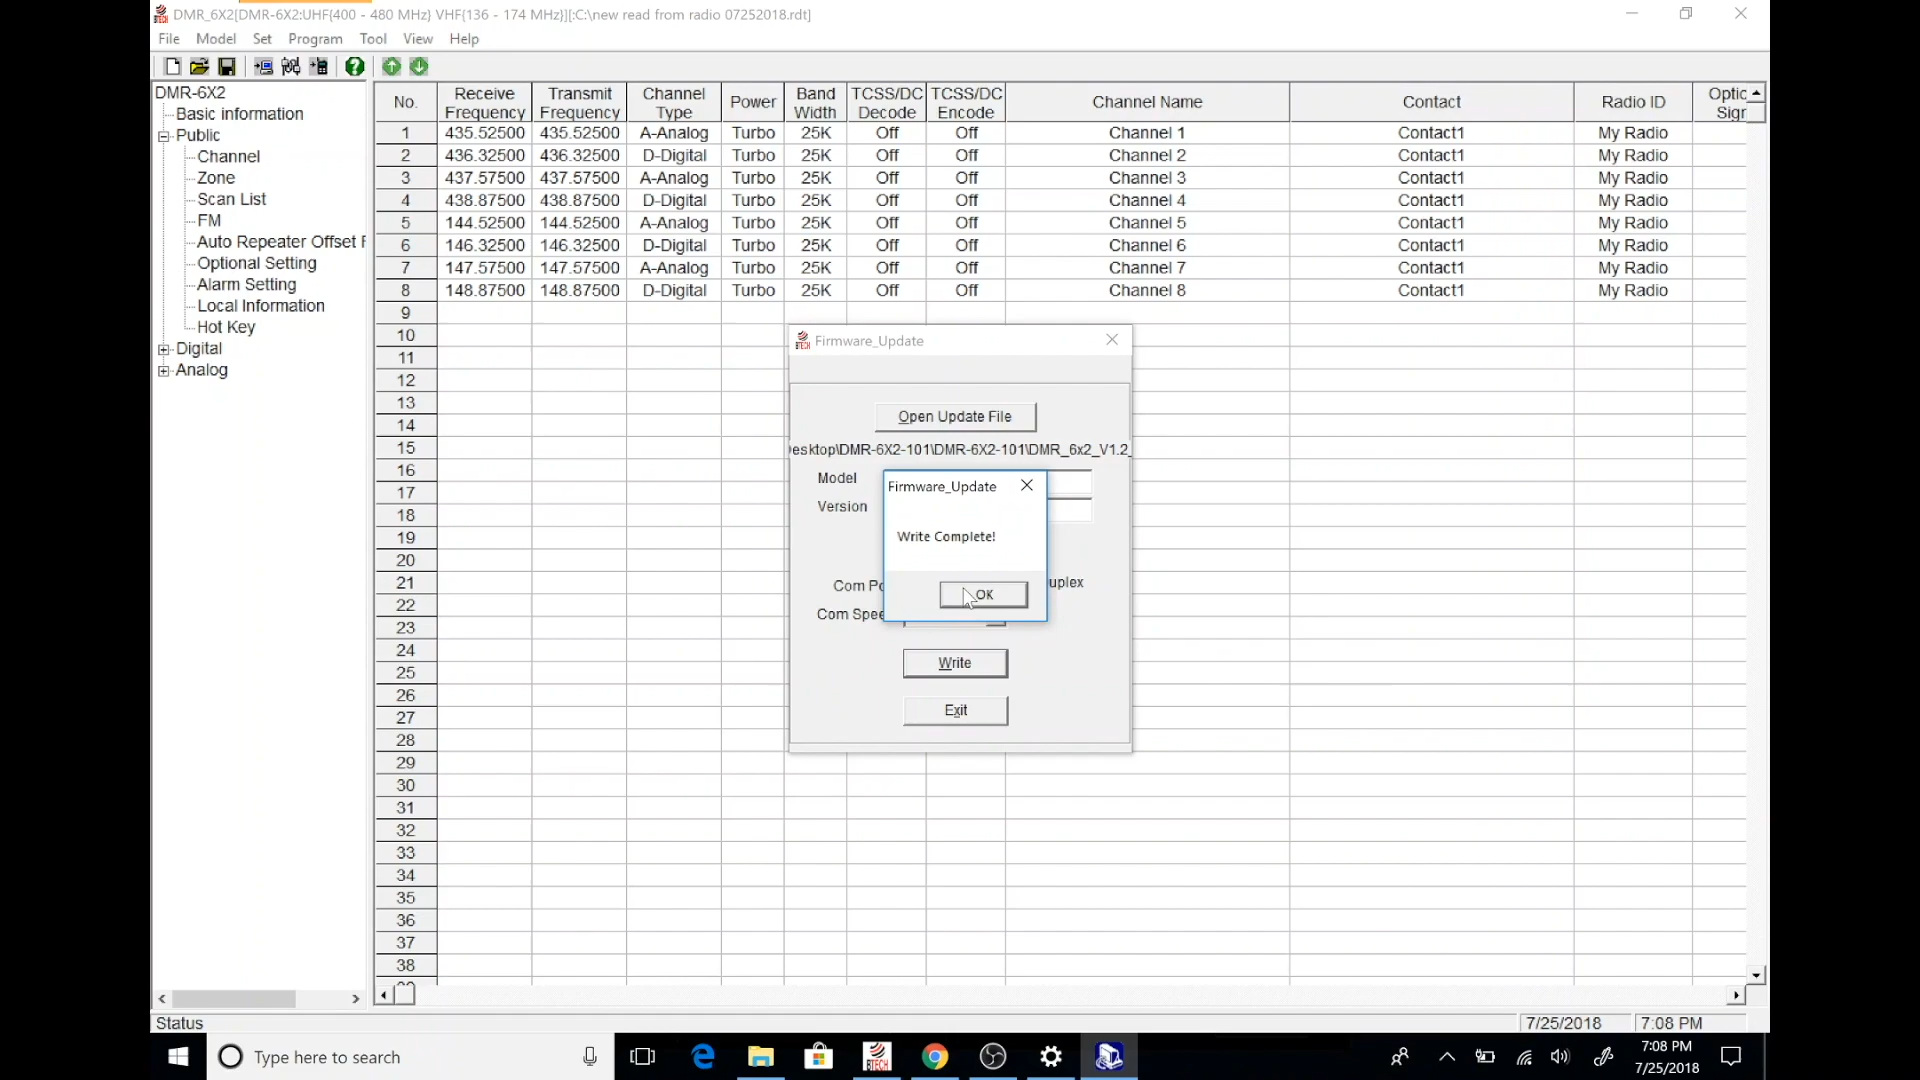 DMR_6X2[DMR-6X2:UHF{400 - 480 MHz} VHF{136 - 174 MHz}][:C:\new read from radio 07252018.rdt]
File Model Set Program Tool View Help
DMR-6X2
Basic information
Public
Channel
Zone
Scan List
FM
Auto Repeater Offset F
Optional Setting
Alarm Setting
Local Information
Hot Key
Digital
Analog
No. Receive Frequency Transmit Frequency Channel Type Power Band Width TCSS/DC Decode TCSS/DC Encode Channel Name Contact Radio ID Optic Sigr
1 435.52500 435.52500 A-Analog Turbo 25K Off Off Channel 1 Contact1 My Radio
2 436.32500 436.32500 D-Digital Turbo 25K Off Off Channel 2 Contact1 My Radio
3 437.57500 437.57500 A-Analog Turbo 25K Off Off Channel 3 Contact1 My Radio
4 438.87500 438.87500 D-Digital Turbo 25K Off Off Channel 4 Contact1 My Radio
5 144.52500 144.52500 A-Analog Turbo 25K Off Off Channel 5 Contact1 My Radio
6 146.32500 146.32500 D-Digital Turbo 25K Off Off Channel 6 Contact1 My Radio
7 147.57500 147.57500 A-Analog Turbo 25K Off Off Channel 7 Contact1 My Radio
8 148.87500 148.87500 D-Digital Turbo 25K Off Off Channel 8 Contact1 My Radio
9
10
11
12
13
14
15
16
17
18
19
20
21
22
23
24
25
26
27
28
29
30
31
32
33
34
35
36
37
38
Firmware_Update
Open Update File
esktop\DMR-6X2-101\DMR-6X2-101\DMR_6x2_V1.2_
Model
Version
Com Po
uplex
Com Spee
Write
Exit
Firmware_Update
Write Complete!
OK
Status 7/25/2018 7:08 PM
Type here to search
BTECH
7:08 PM
7/25/2018